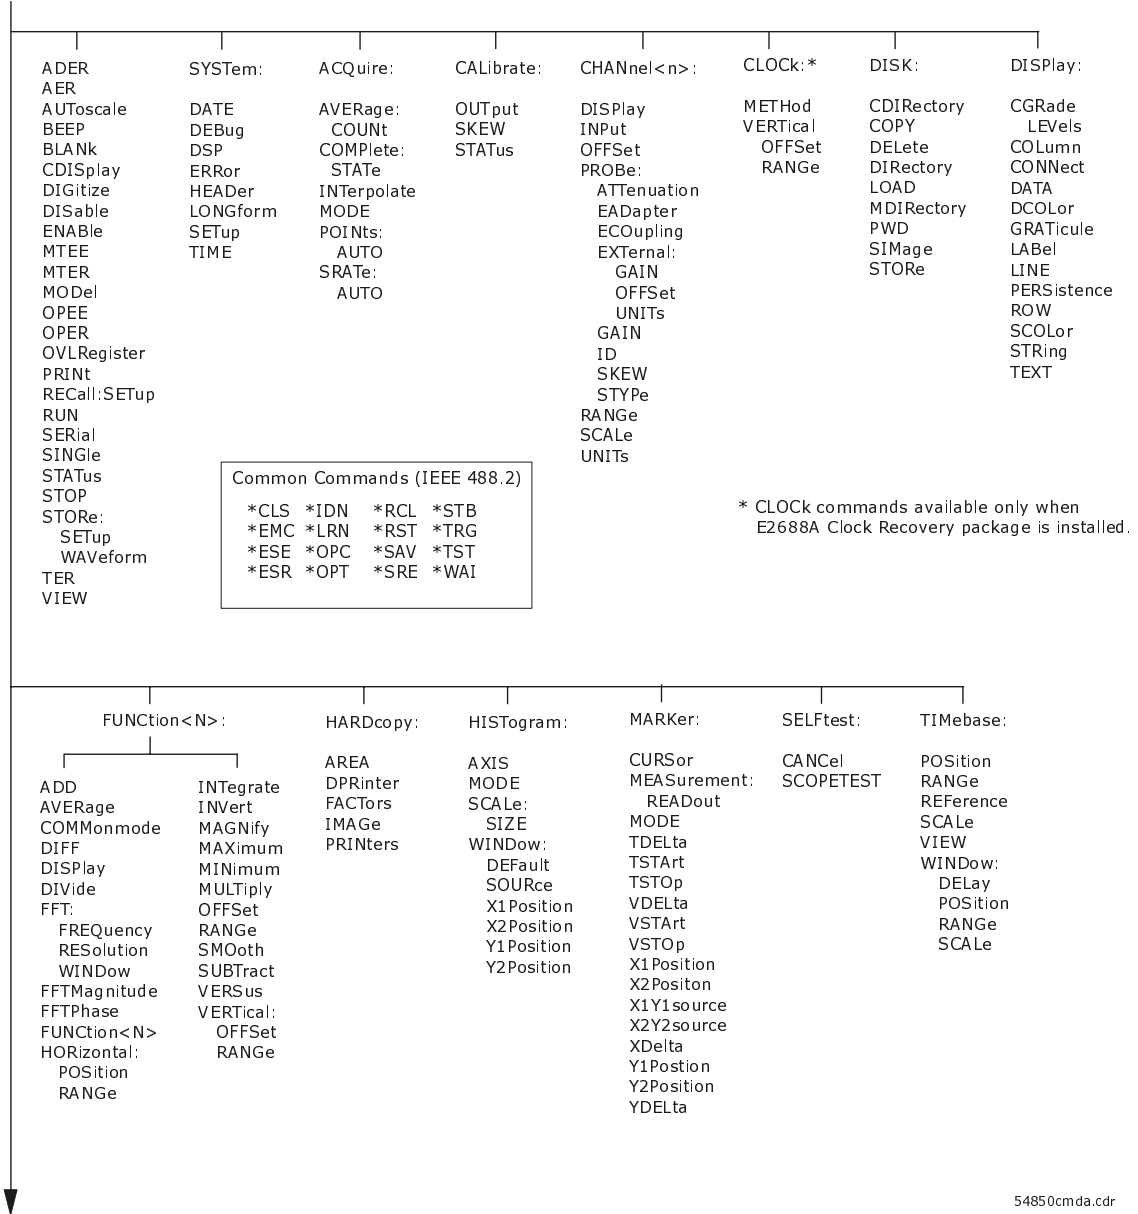 ADER
AER
AUToscale
BEEP
BLANk
CDISplay
DIGitize
DISable
ENABle
MTEE
MTER
MODel
OPEE
OPER
OVLRegister
PRINt
RECall:SETup
RUN
SERial
SINGle
STATus
STOP
STORe:
SETup
WAVeform
TER
VIEW
SYSTem:
DATE
DEBug
DSP
ERRor
HEADer
LONGform
SETup
TIME
ACQuire:
AVERage:
COUNt
COMPlete:
STATe
INTerpolate
MODE
POINts:
AUTO
SRATe:
AUTO
CALibrate:
OUTput
SKEW
STATus
CHANnel<n>:
DISPlay
INPut
OFFSet
PROBe:
ATTenuation
EADapter
ECOupling
EXTernal:
GAIN
OFFSet
UNITs
GAIN
ID
SKEW
STYPe
RANGe
SCALe
UNITs
CLOCk:*
METHod
VERTical
OFFSet
RANGe
DISK:
CDIRectory
COPY
DELete
DIRectory
LOAD
MDIRectory
PWD
SIMage
STORe
DISPlay:
CGRade
LEVels
COLumn
CONNect
DATA
DCOLor
GRATicule
LABel
LINE
PERSistence
ROW
SCOLor
STRing
TEXT
Common Commands (IEEE 488.2)
*CLS *IDN *RCL *STB
*EMC *LRN *RST *TRG
*ESE *OPC *SAV *TST
*ESR *OPT *SRE *WAI
* CLOCk commands available only when
E2688A Clock Recovery package is installed.
FUNCtion<N>:
ADD
AVERage
COMMonmode
DIFF
DISPlay
DIVide
FFT:
FREQuency
RESolution
WINDow
FFTMagnitude
FFTPhase
FUNCtion<N>
HORizontal:
POSition
RANGe
INTegrate
INVert
MAGNify
MAXimum
MINimum
MULTiply
OFFSet
RANGe
SMOoth
SUBTract
VERSus
VERTical:
OFFSet
RANGe
HARDcopy:
AREA
DPRinter
FACTors
IMAGe
PRINters
HISTogram:
AXIS
MODE
SCALe:
SIZE
WINDow:
DEFault
SOURce
X1Position
X2Position
Y1Position
Y2Position
MARKer:
CURSor
MEASurement:
READout
MODE
TDELta
TSTArt
TSTOp
VDELta
VSTArt
VSTOp
X1Position
X2Positon
X1Y1source
X2Y2source
XDelta
Y1Postion
Y2Position
YDELta
SELFtest:
CANCel
SCOPETEST
TIMebase:
POSition
RANGe
REFerence
SCALe
VIEW
WINDow:
DELay
POSition
RANGe
SCALe
54850cmda.cdr